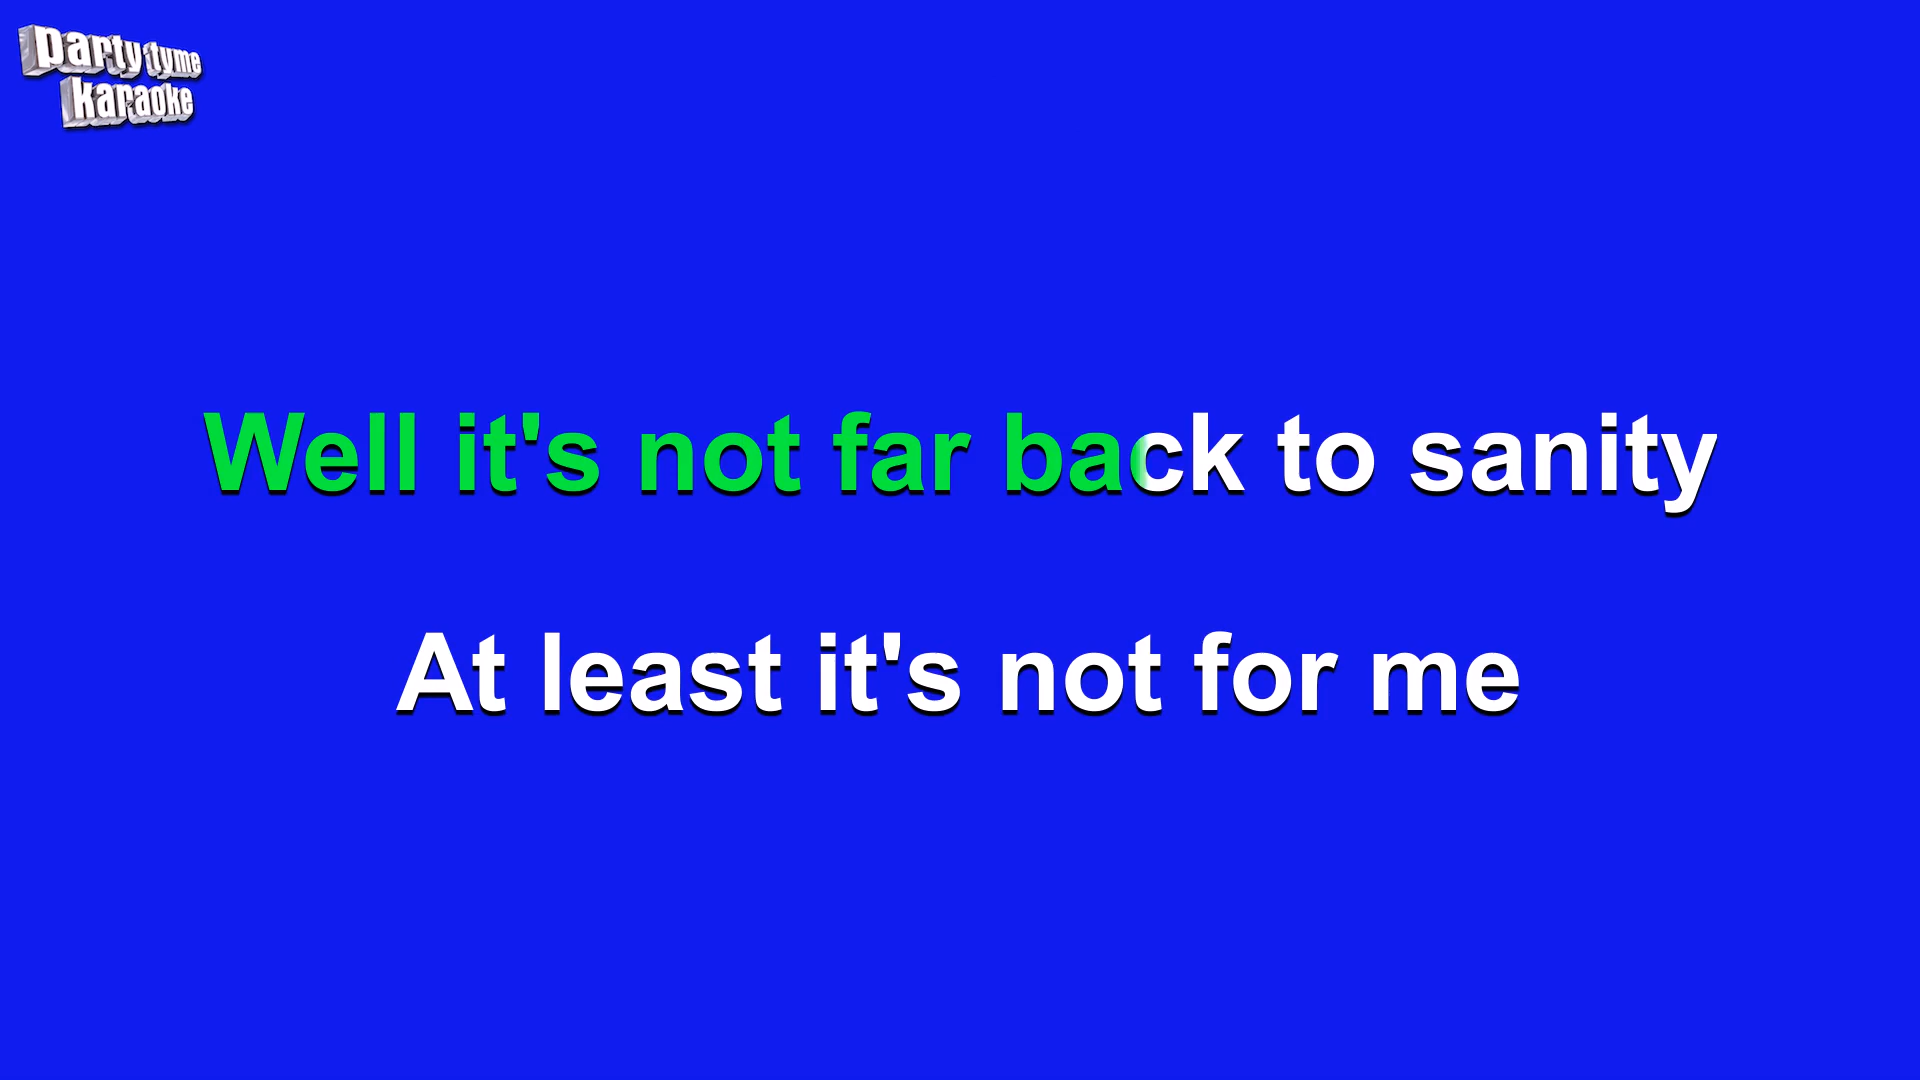 party tyme
karaoke
Well it's not far back to sanity
At least it's not for me